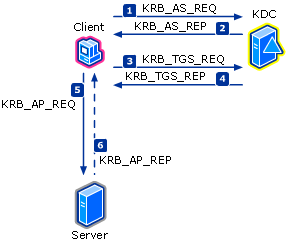 1 KRB_AS_REQ
KRB_AS_REP 2
Client
KDC
3 KRB_TGS_REQ
KRB_TGS_REP 4
5
KRB_AP_REQ
6
KRB_AP_REP
Server